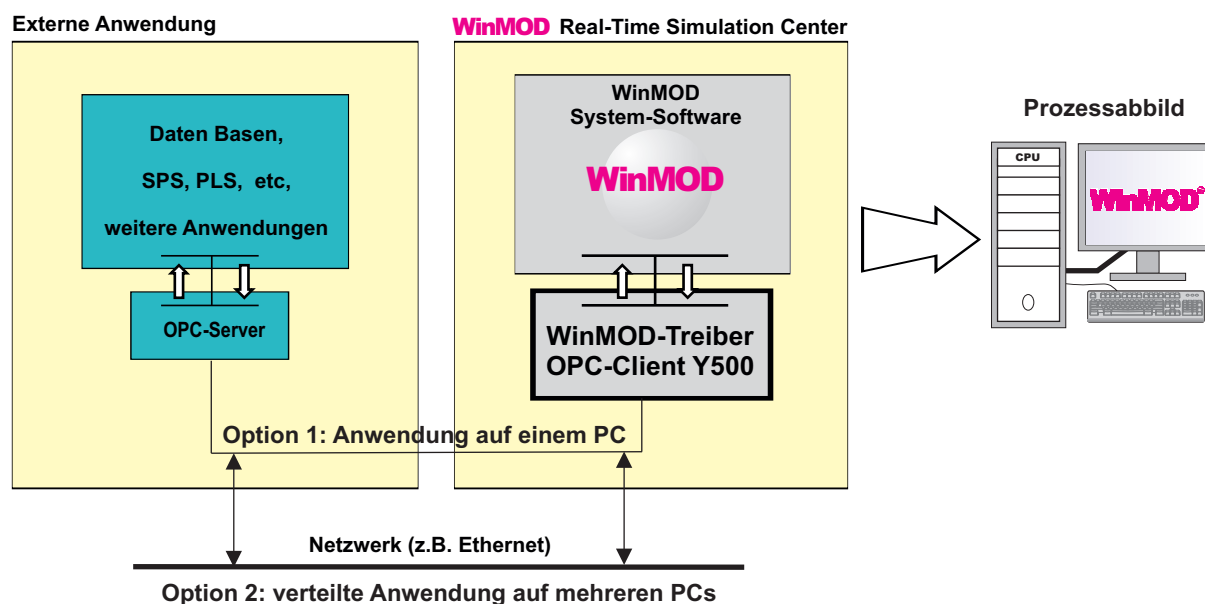 Externe Anwendung
WinMOD Real-Time Simulation Center
Daten Basen,
SPS, PLS, etc,
weitere Anwendungen
OPC-Server
WinMOD
System-Software
WinMOD
WinMOD-Treiber
OPC-Client Y500
Prozessabbild
CPU
WinMOD®
Option 1: Anwendung auf einem PC
Netzwerk (z.B. Ethernet)
Option 2: verteilte Anwendung auf mehreren PCs